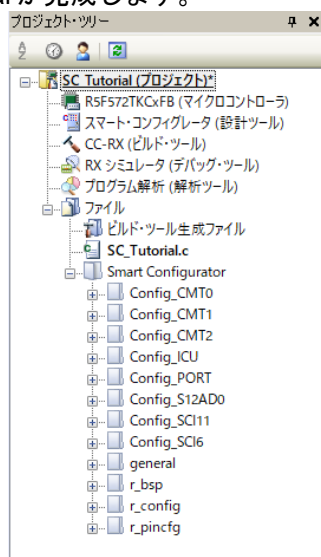 が完成します。
プロジェクト・ツリー
SC_Tutorial (プロジェクト)*
R5F572TKCxFB (マイクロコントローラ)
スマート・コンフィグレータ (設計ツール)
CC-RX (ビルド・ツール)
RX シミュレータ (デバッグ・ツール)
プログラム解析 (解析ツール)
ファイル
ビルド・ツール生成ファイル
SC_Tutorial.c
Smart Configurator
Config_CMT0
Config_CMT1
Config_CMT2
Config_ICU
Config_PORT
Config_S12AD0
Config_SCI11
Config_SCI6
general
r_bsp
r_config
r_pincfg